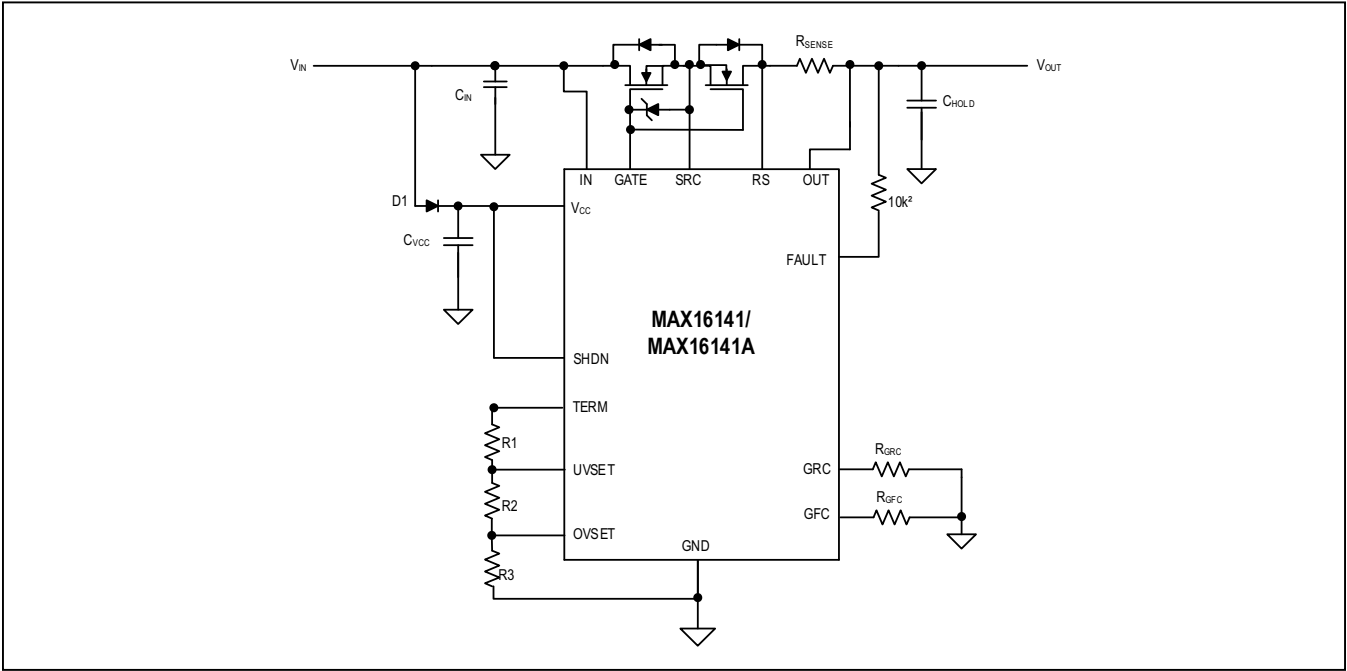 RSENSE
VIN
VOUT
CIN
CHOLD
IN
GATE
SRC
RS
OUT
D1
VCC
10k²
CVCC
FAULT
MAX16141/
MAX16141A
SHDN
TERM
R1
UVSET
GRC
RGRC
R2
GFC
RGFC
OVSET
GND
R3